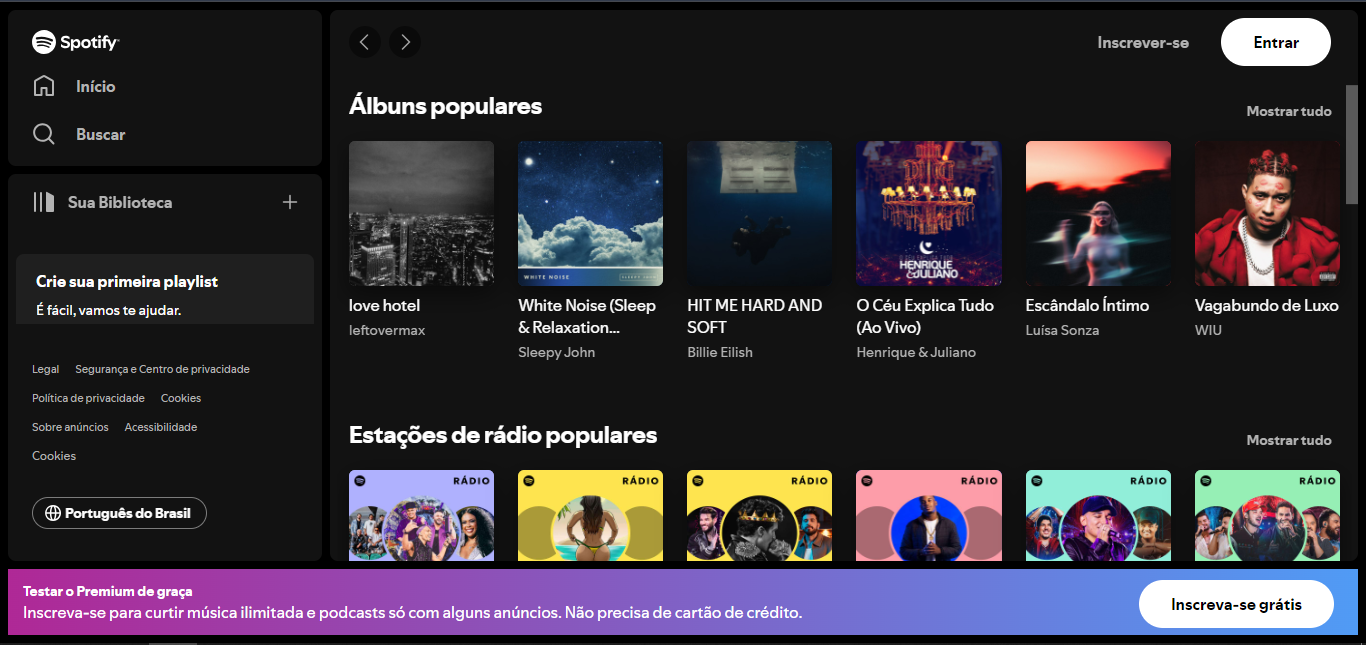 Spotify
Início
Buscar
Sua Biblioteca
Crie sua primeira playlist
É fácil, vamos te ajudar.
Legal Segurança e Centro de privacidade
Política de privacidade Cookies
Sobre anúncios Acessibilidade
Cookies
Português do Brasil
Inscrever-se
Entrar
Álbuns populares
Mostrar tudo
WHITE NOISE
HENRIQUE
&JULIANO
love hotel
leftovermax
White Noise (Sleep
& Relaxation...
Sleepy John
HIT ME HARD AND
SOFT
Billie Eilish
O Céu Explica Tudo
(Ao Vivo)
Henrique & Juliano
Escândalo Íntimo
Luísa Sonza
Vagabundo de Luxo
WIU
Estações de rádio populares
Mostrar tudo
RÁDIO
RÁDIO
RÁDIO
RÁDIO
RÁDIO
RÁDIO
Testar o Premium de graça
Inscreva-se para curtir música ilimitada e podcasts só com alguns anúncios. Não precisa de cartão de crédito.
Inscreva-se grátis